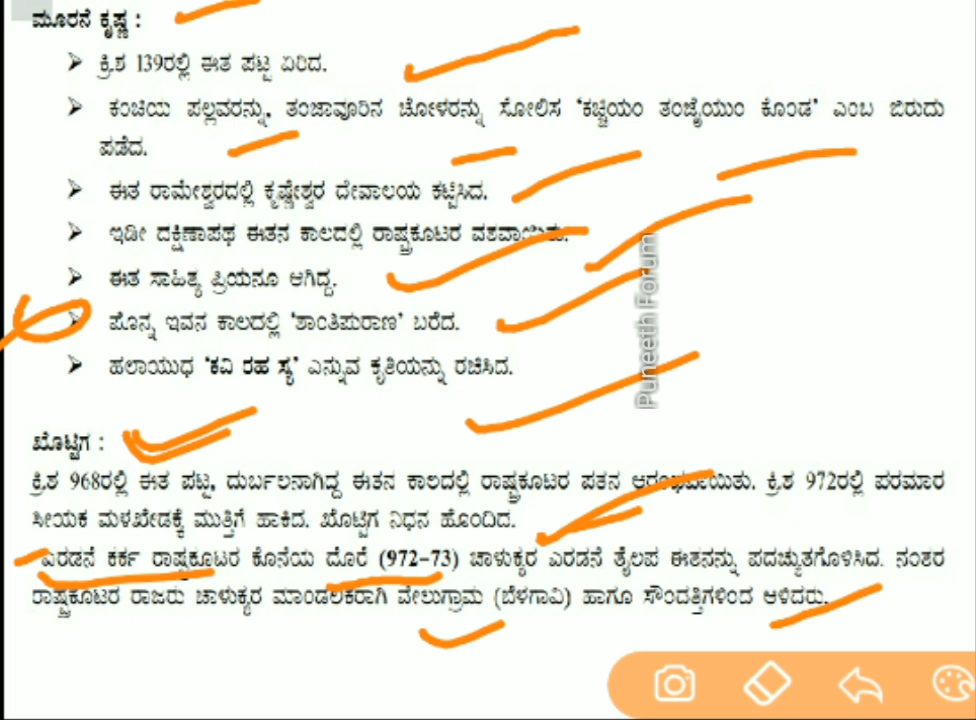 ಮೂರನೆ ಕೃಷ್ಣ :
➤ ಕ್ರಿ.ಶ 139ರಲ್ಲಿ ಈತ ಪಟ್ಟ ಏರಿದ.
➤ ಕಂಚಿಯ ಪಲ್ಲವರನ್ನು, ತಂಜಾವೂರಿನ ಚೋಳರನ್ನು ಸೋಲಿಸಿ 'ಕಚ್ಚಿಯಂ ತಂಜೈಯುಂ ಕೊಂಡ' ಎಂಬ ಬಿರುದು
ಪಡೆದ.
➤ ಈತ ರಾಮೇಶ್ವರದಲ್ಲಿ ಕೃಷ್ಣೇಶ್ವರ ದೇವಾಲಯ ಕಟ್ಟಿಸಿದ.
➤ ಇಡೀ ದಕ್ಷಿಣಾಪಥ ಈತನ ಕಾಲದಲ್ಲಿ ರಾಷ್ಟ್ರಕೂಟರ ವಶವಾಯಿತು.
➤ ಈತ ಸಾಹಿತ್ಯ ಪ್ರಿಯನೂ ಆಗಿದ್ದ.
➤ ಪೊನ್ನ ಇವನ ಕಾಲದಲ್ಲಿ 'ಶಾಂತಿಪುರಾಣ' ಬರೆದ.
➤ ಹಲಾಯುಧ 'ಕವಿ ರಹ ಸ್ಯ' ಎನ್ನುವ ಕೃತಿಯನ್ನು ರಚಿಸಿದ.
Puneeth Forum
ಖೊಟ್ಟಿಗ :
ಕ್ರಿ.ಶ 968ರಲ್ಲಿ ಈತ ಪಟ್ಟ, ದುರ್ಬಲನಾಗಿದ್ದ ಈತನ ಕಾಲದಲ್ಲಿ ರಾಷ್ಟ್ರಕೂಟರ ಪತನ ಆರಂಭವಾಯಿತು. ಕ್ರಿ.ಶ 972ರಲ್ಲಿ ಪರಮಾರ
ಸೀಯಕ ಮಳಖೇಡಕ್ಕೆ ಮುತ್ತಿಗೆ ಹಾಕಿದ. ಖೊಟ್ಟಿಗ ನಿಧನ ಹೊಂದಿದ.
ಎರಡನೆ ಕರ್ಕ ರಾಷ್ಟ್ರಕೂಟರ ಕೊನೆಯ ದೊರೆ (972-73) ಚಾಳುಕ್ಯರ ಎರಡನೆ ತೈಲಪ ಈತನನ್ನು ಪದಚ್ಯುತಗೊಳಿಸಿದ. ನಂತರ
ರಾಷ್ಟ್ರಕೂಟರ ರಾಜರು ಚಾಳುಕ್ಯರ ಮಾಂಡಲಿಕರಾಗಿ ವೇಲುಗ್ರಾಮ (ಬೆಳಗಾವಿ) ಹಾಗೂ ಸೌಂದತ್ತಿಗಳಿಂದ ಆಳಿದರು.